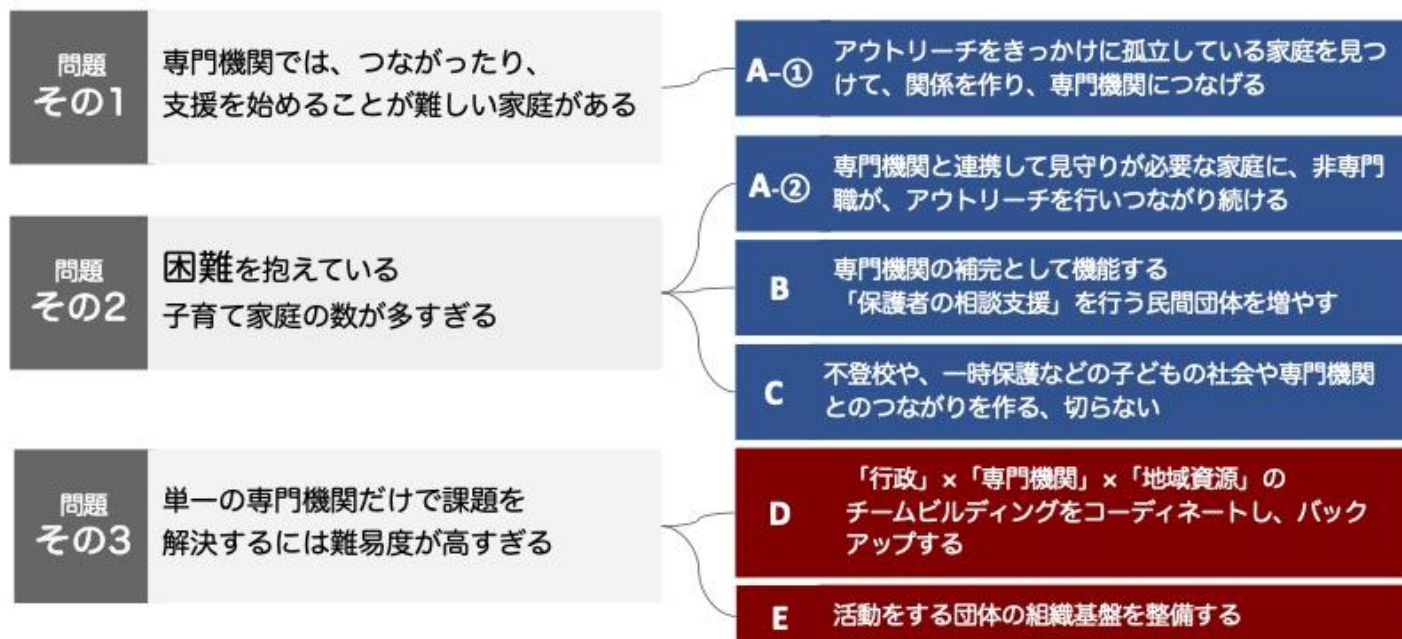 問題
その1
専門機関では、つながったり、
支援を始めることが難しい家庭がある
A-①
アウトリーチをきっかけに孤立している家庭を見つ
けて、関係を作り、専門機関につなげる
A-②
専門機関と連携して見守りが必要な家庭に、非専門
職が、アウトリーチを行いつながり続ける
問題
その2
困難を抱えている
子育て家庭の数が多すぎる
B
専門機関の補完として機能する
「保護者の相談支援」を行う民間団体を増やす
C
不登校や、一時保護などの子どもの社会や専門機関
とのつながりを作る、切らない
問題
その3
単一の専門機関だけで課題を
解決するには難易度が高すぎる
D
「行政」×「専門機関」×「地域資源」の
チームビルディングをコーディネートし、バック
アップする
E
活動をする団体の組織基盤を整備する